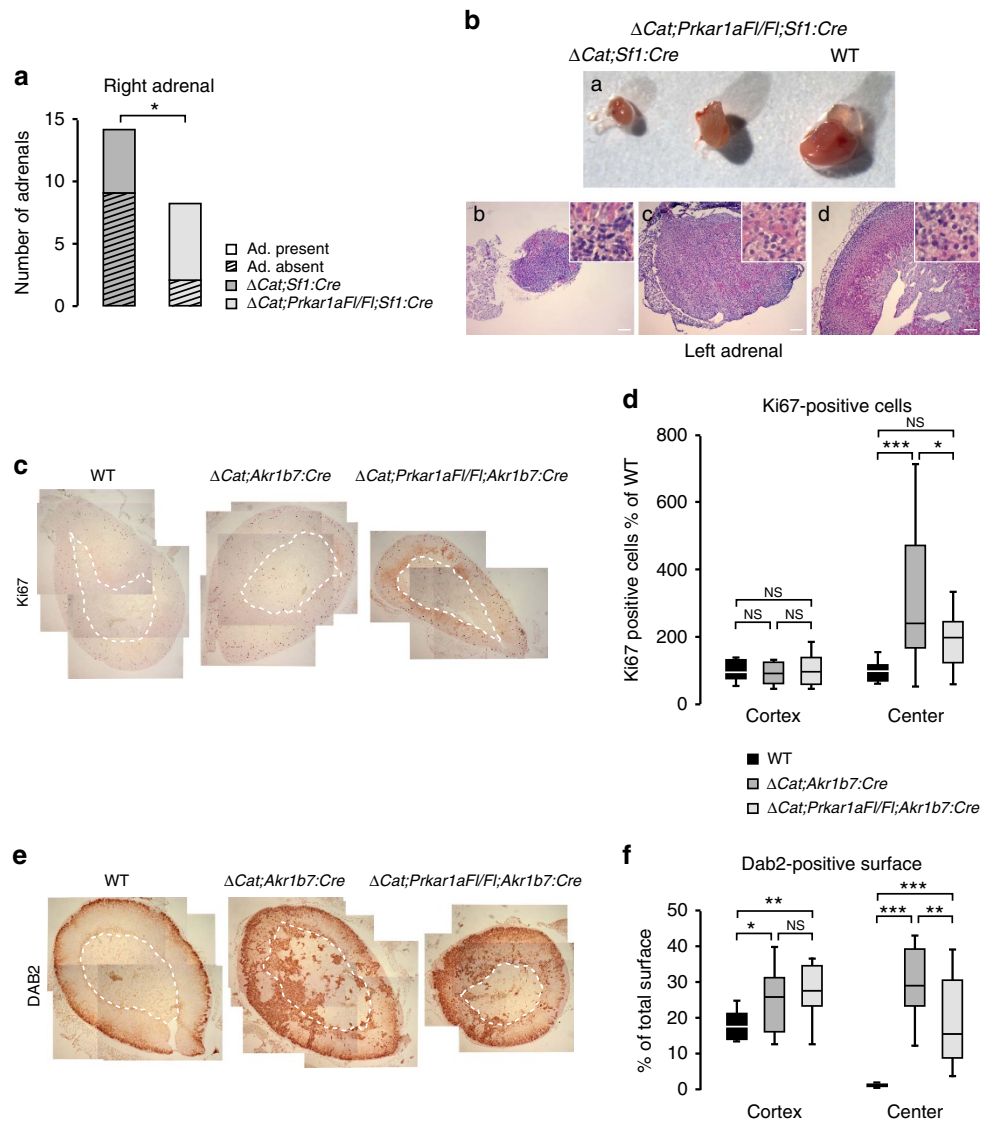 a
Right adrenal
*
Number of adrenals
15
10
5
0
Ad. present
Ad. absent
ΔCat;Sf1:Cre
ΔCat;Prkar1aFl/Fl;Sf1:Cre
b
ΔCat;Prkar1aFl/Fl;Sf1:Cre
ΔCat;Sf1:Cre WT
a
b c d
Left adrenal
c
WT ΔCat;Akr1b7:Cre ΔCat;Prkar1aFl/Fl;Akr1b7:Cre
Ki67
d
Ki67-positive cells
NS
*** *
NS
NS NS
Ki67 positive cells % of WT
800
600
400
200
0
Cortex Center
WT
ΔCat;Akr1b7:Cre
ΔCat;Prkar1aFl/Fl;Akr1b7:Cre
e
WT ΔCat;Akr1b7:Cre ΔCat;Prkar1aFl/Fl;Akr1b7:Cre
DAB2
f
Dab2-positive surface
***
** *** **
* NS
% of total surface
50
40
30
20
10
0
Cortex Center